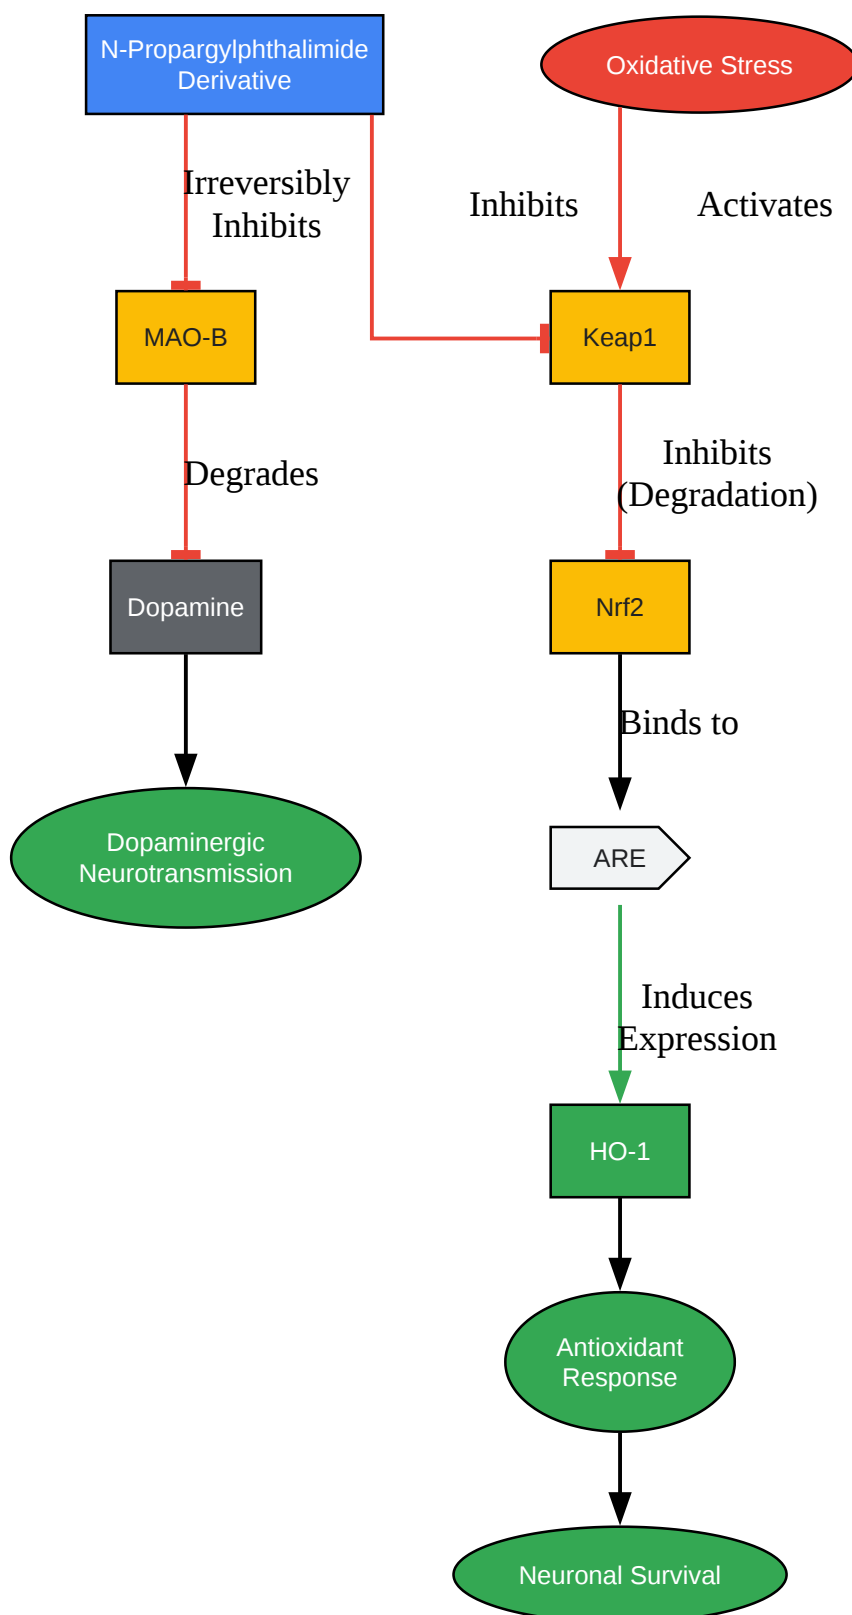 N-Propargylphthalimide
Derivative
Oxidative Stress
Irreversibly
Inhibits
Inhibits
Activates
MAO-B
Keap1
Degrades
Inhibits
(Degradation)
Dopamine
Nrf2
Binds to
Dopaminergic
Neurotransmission
ARE
Induces
Expression
HO-1
Antioxidant
Response
Neuronal Survival